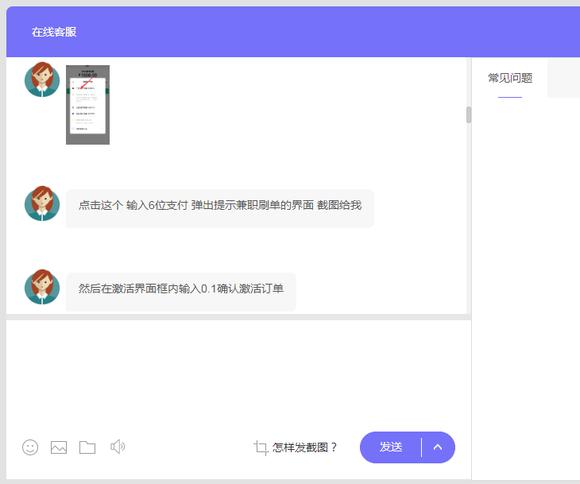 在线客服
常见问题
点击这个 输入6位支付 弹出提示兼职刷单的界面 截图给我
然后在激活界面框内输入0.1确认激活订单
怎样发截图？
发送